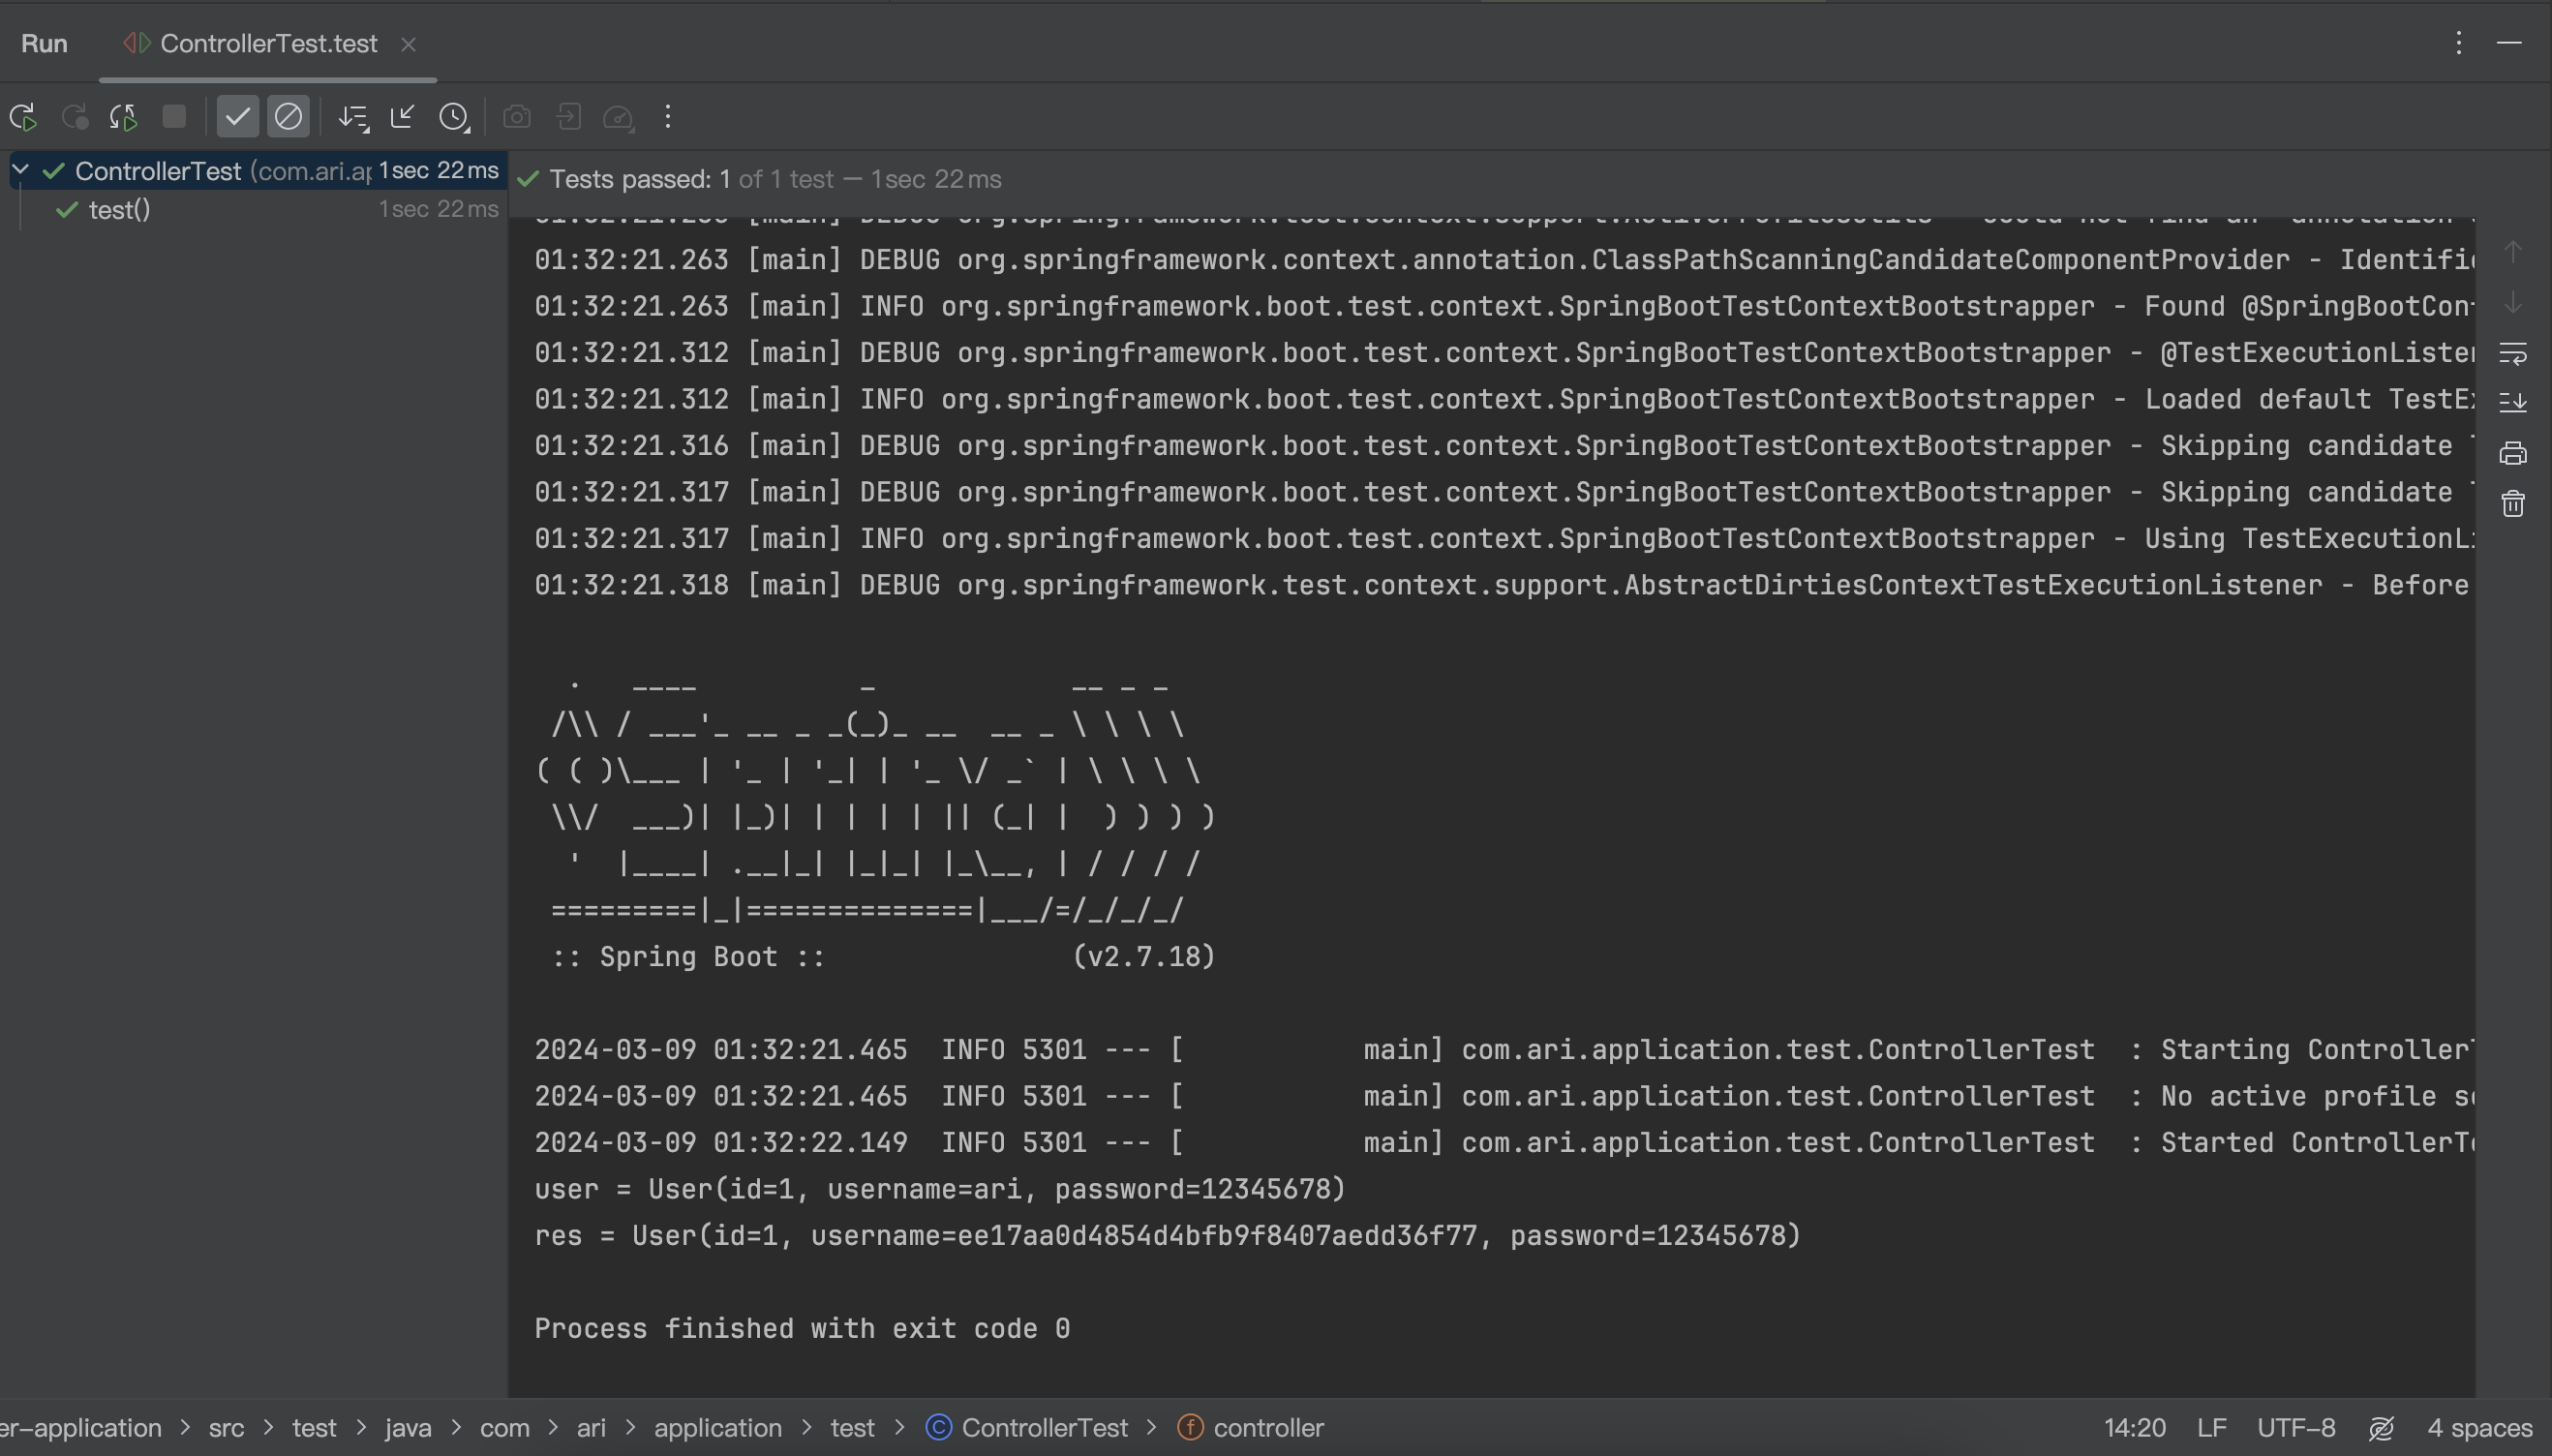 Run ControllerTest.test
ControllerTest (com.ari.ap 1 sec 22 ms
test() 1 sec 22 ms
Tests passed: 1 of 1 test – 1 sec 22 ms
01:32:21.263 [main] DEBUG org.springframework.context.annotation.ClassPathScanningCandidateComponentProvider - Identifie
01:32:21.263 [main] INFO org.springframework.boot.test.context.SpringBootTestContextBootstrapper - Found @SpringBootCon
01:32:21.312 [main] DEBUG org.springframework.boot.test.context.SpringBootTestContextBootstrapper - @TestExecutionListen
01:32:21.312 [main] INFO org.springframework.boot.test.context.SpringBootTestContextBootstrapper - Loaded default TestEx
01:32:21.316 [main] DEBUG org.springframework.boot.test.context.SpringBootTestContextBootstrapper - Skipping candidate
01:32:21.317 [main] DEBUG org.springframework.boot.test.context.SpringBootTestContextBootstrapper - Skipping candidate
01:32:21.317 [main] INFO org.springframework.boot.test.context.SpringBootTestContextBootstrapper - Using TestExecutionLi
01:32:21.318 [main] DEBUG org.springframework.test.context.support.AbstractDirtiesContextTestExecutionListener - Before
  .   ____          _            __ _ _
 /\\ / ___'_ __ _ _(_)_ __  __ _ \ \ \ \
( ( )\___ | '_ | '_| | '_ \/ _` | \ \ \ \
 \\/  ___)| |_)| | | | | || (_| |  ) ) ) )
  '  |____| .__|_| |_|_| |_\__, | / / / /
 =========|_|==============|___/=/_/_/_/
 :: Spring Boot ::               (v2.7.18)
2024-03-09 01:32:21.465  INFO 5301 --- [           main] com.ari.application.test.ControllerTest  : Starting Controller
2024-03-09 01:32:21.465  INFO 5301 --- [           main] com.ari.application.test.ControllerTest  : No active profile se
2024-03-09 01:32:22.149  INFO 5301 --- [           main] com.ari.application.test.ControllerTest  : Started ControllerTe
user = User(id=1, username=ari, password=12345678)
res = User(id=1, username=ee17aa0d4854d4bfb9f8407aedd36f77, password=12345678)
Process finished with exit code 0
er-application > src > test > java > com > ari > application > test > ControllerTest > controller 14:20 LF UTF-8 4 spaces